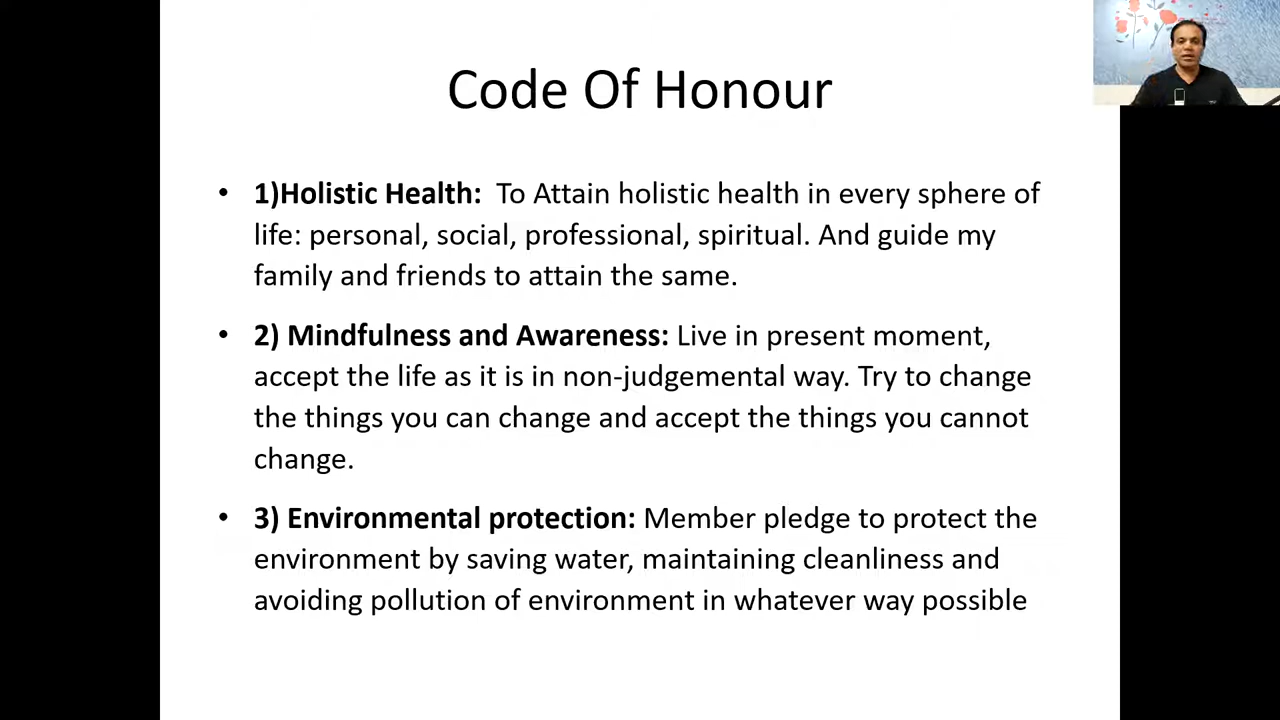 Code Of Honour
• 1)Holistic Health:  To Attain holistic health in every sphere of
life: personal, social, professional, spiritual. And guide my
family and friends to attain the same.
• 2) Mindfulness and Awareness: Live in present moment,
accept the life as it is in non-judgemental way. Try to change
the things you can change and accept the things you cannot
change.
• 3) Environmental protection: Member pledge to protect the
environment by saving water, maintaining cleanliness and
avoiding pollution of environment in whatever way possible